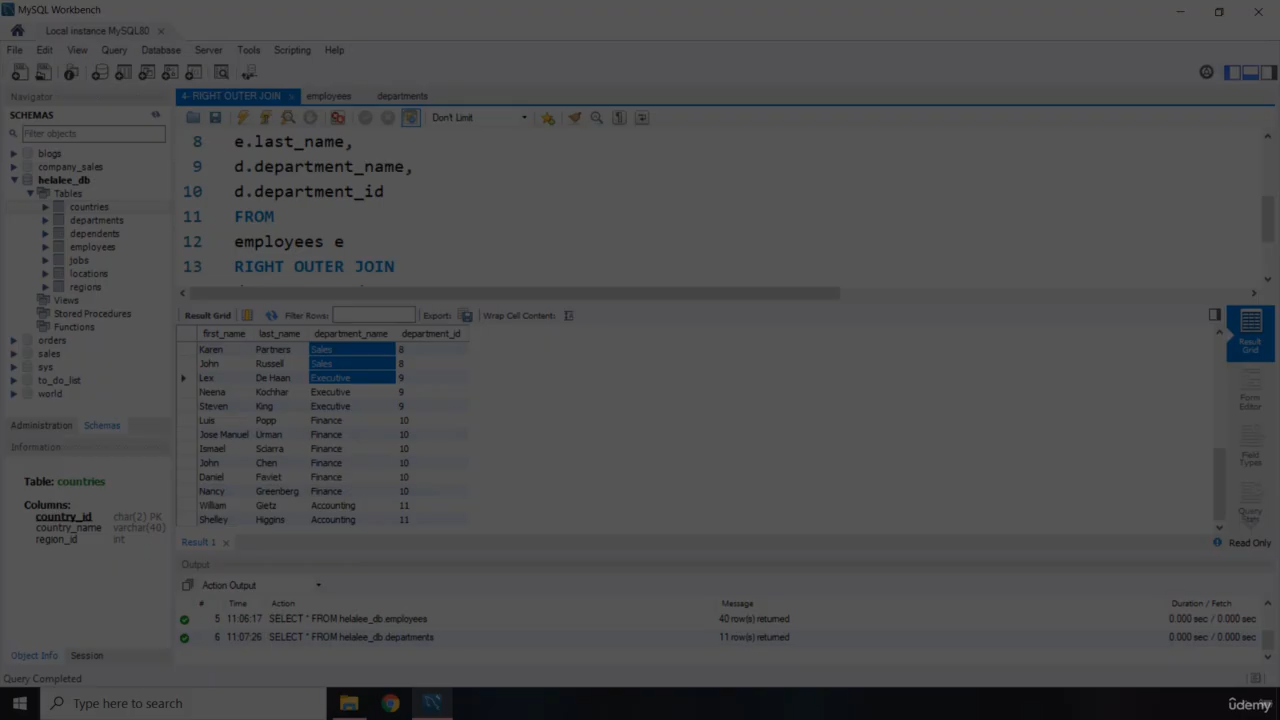 MySQL Workbench
Local instance MySQL80
File Edit View Query Database Server Tools Scripting Help
Navigator
SCHEMAS
Filter objects
blogs
company_sales
helalee_db
Tables
countries
departments
dependents
employees
jobs
locations
regions
Views
Stored Procedures
Functions
orders
sales
sys
to_do_list
world
Administration Schemas
Information
Table: countries
Columns:
country_id char(2) PK
country_name varchar(40)
region_id int
Object Info Session
Query Completed
4- RIGHT OUTER JOIN employees departments
Don't Limit
8 e.last_name,
9 d.department_name,
10 d.department_id
11 FROM
12 employees e
13 RIGHT OUTER JOIN
Result Grid Filter Rows: Export: Wrap Cell Content:
first_name last_name department_name department_id
Karen Partners Sales 8
John Russell Sales 8
Lex De Haan Executive 9
Neena Kochhar Executive 9
Steven King Executive 9
Luis Popp Finance 10
Jose Manuel Urman Finance 10
Ismael Sciarra Finance 10
John Chen Finance 10
Daniel Faviet Finance 10
Nancy Greenberg Finance 10
William Gietz Accounting 11
Shelley Higgins Accounting 11
Result Grid
Form Editor
Field Types
Query Stats
Result 1
Read Only
Output
Action Output
# Time Action Message Duration / Fetch
5 11:06:17 SELECT * FROM helalee_db.employees 40 row(s) returned 0.000 sec / 0.000 sec
6 11:07:26 SELECT * FROM helalee_db.departments 11 row(s) returned 0.000 sec / 0.000 sec
Type here to search
udemy